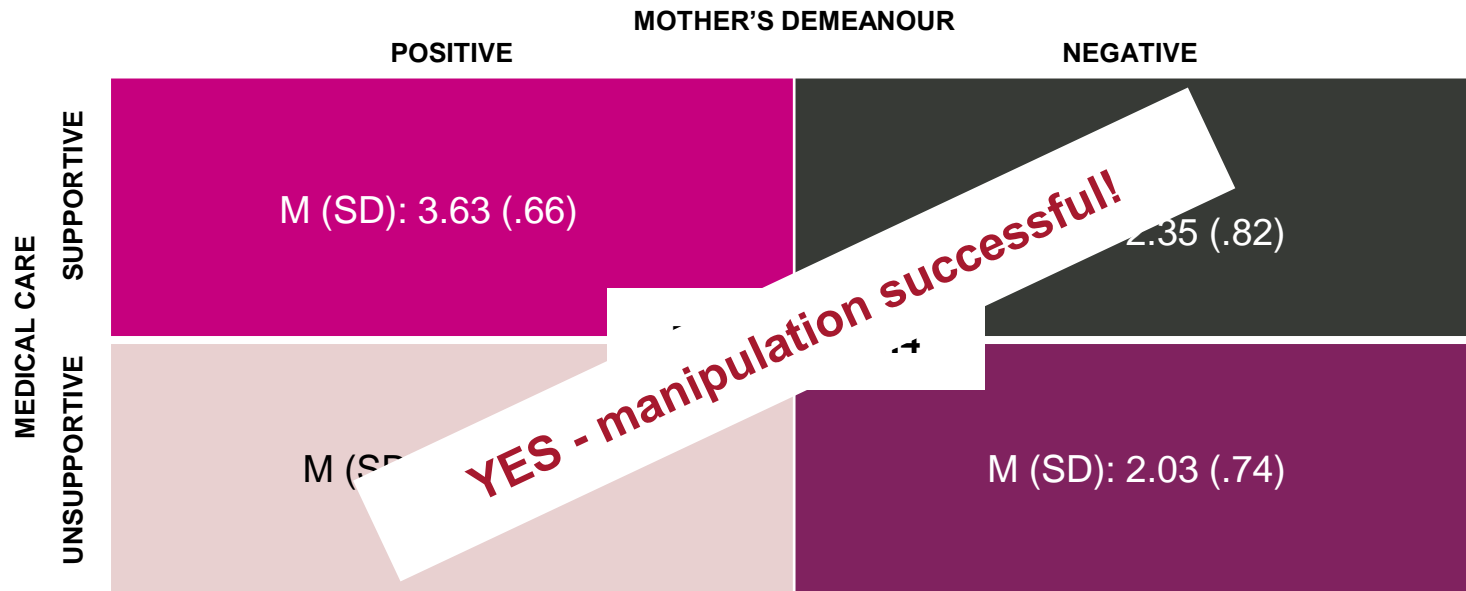 MOTHER'S DEMEANOUR
POSITIVE
NEGATIVE
MEDICAL CARE
SUPPORTIVE
M (SD): 3.63 (.66)
2.35 (.82)
YES - manipulation successful!
UNSUPPORTIVE
M
M (SD): 2.03 (.74)